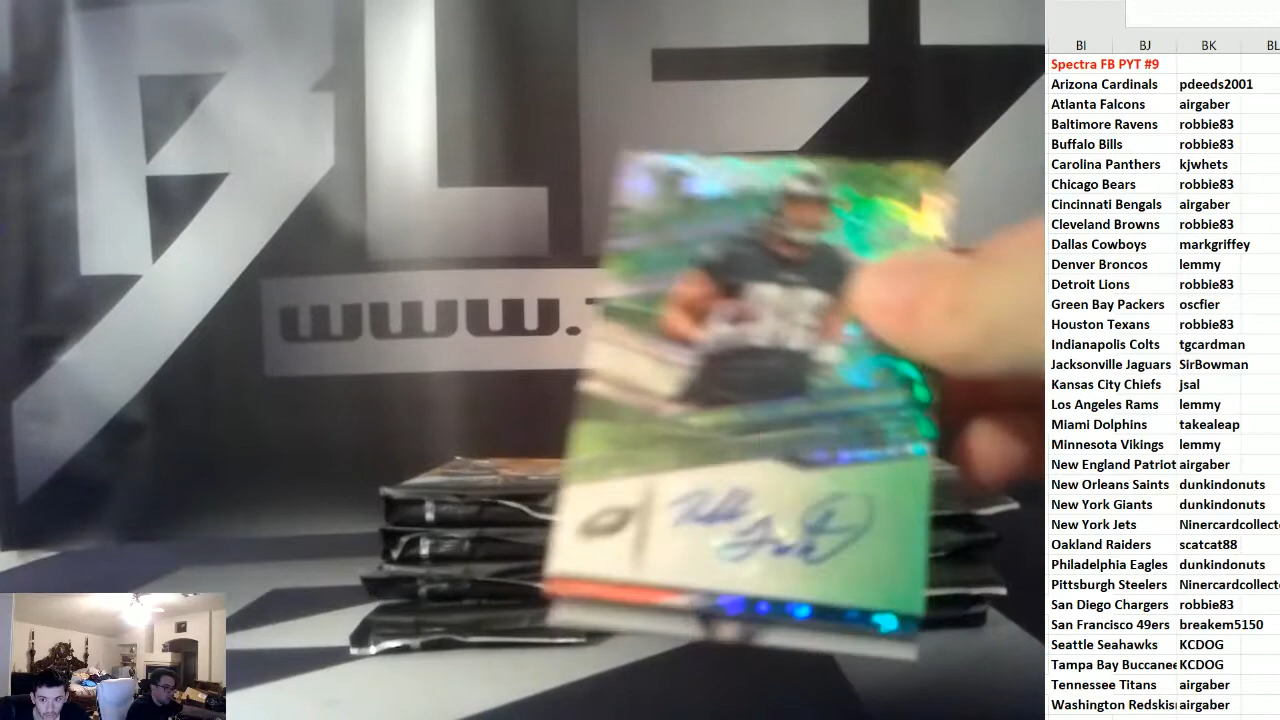 BLEZ
www.
BI BJ BK BL
Spectra FB PYT #9
Arizona Cardinals pdeeds2001
Atlanta Falcons airgaber
Baltimore Ravens robbie83
Buffalo Bills robbie83
Carolina Panthers kjwhets
Chicago Bears robbie83
Cincinnati Bengals airgaber
Cleveland Browns robbie83
Dallas Cowboys markgriffey
Denver Broncos lemmy
Detroit Lions robbie83
Green Bay Packers oscfier
Houston Texans robbie83
Indianapolis Colts tgcardman
Jacksonville Jaguars SirBowman
Kansas City Chiefs jsal
Los Angeles Rams lemmy
Miami Dolphins takealeap
Minnesota Vikings lemmy
New England Patriot airgaber
New Orleans Saints dunkindonuts
New York Giants dunkindonuts
New York Jets Ninercardcollect
Oakland Raiders scatcat88
Philadelphia Eagles dunkindonuts
Pittsburgh Steelers Ninercardcollect
San Diego Chargers robbie83
San Francisco 49ers breakem5150
Seattle Seahawks KCDOG
Tampa Bay Buccanee KCDOG
Tennessee Titans airgaber
Washington Redskis airgaber